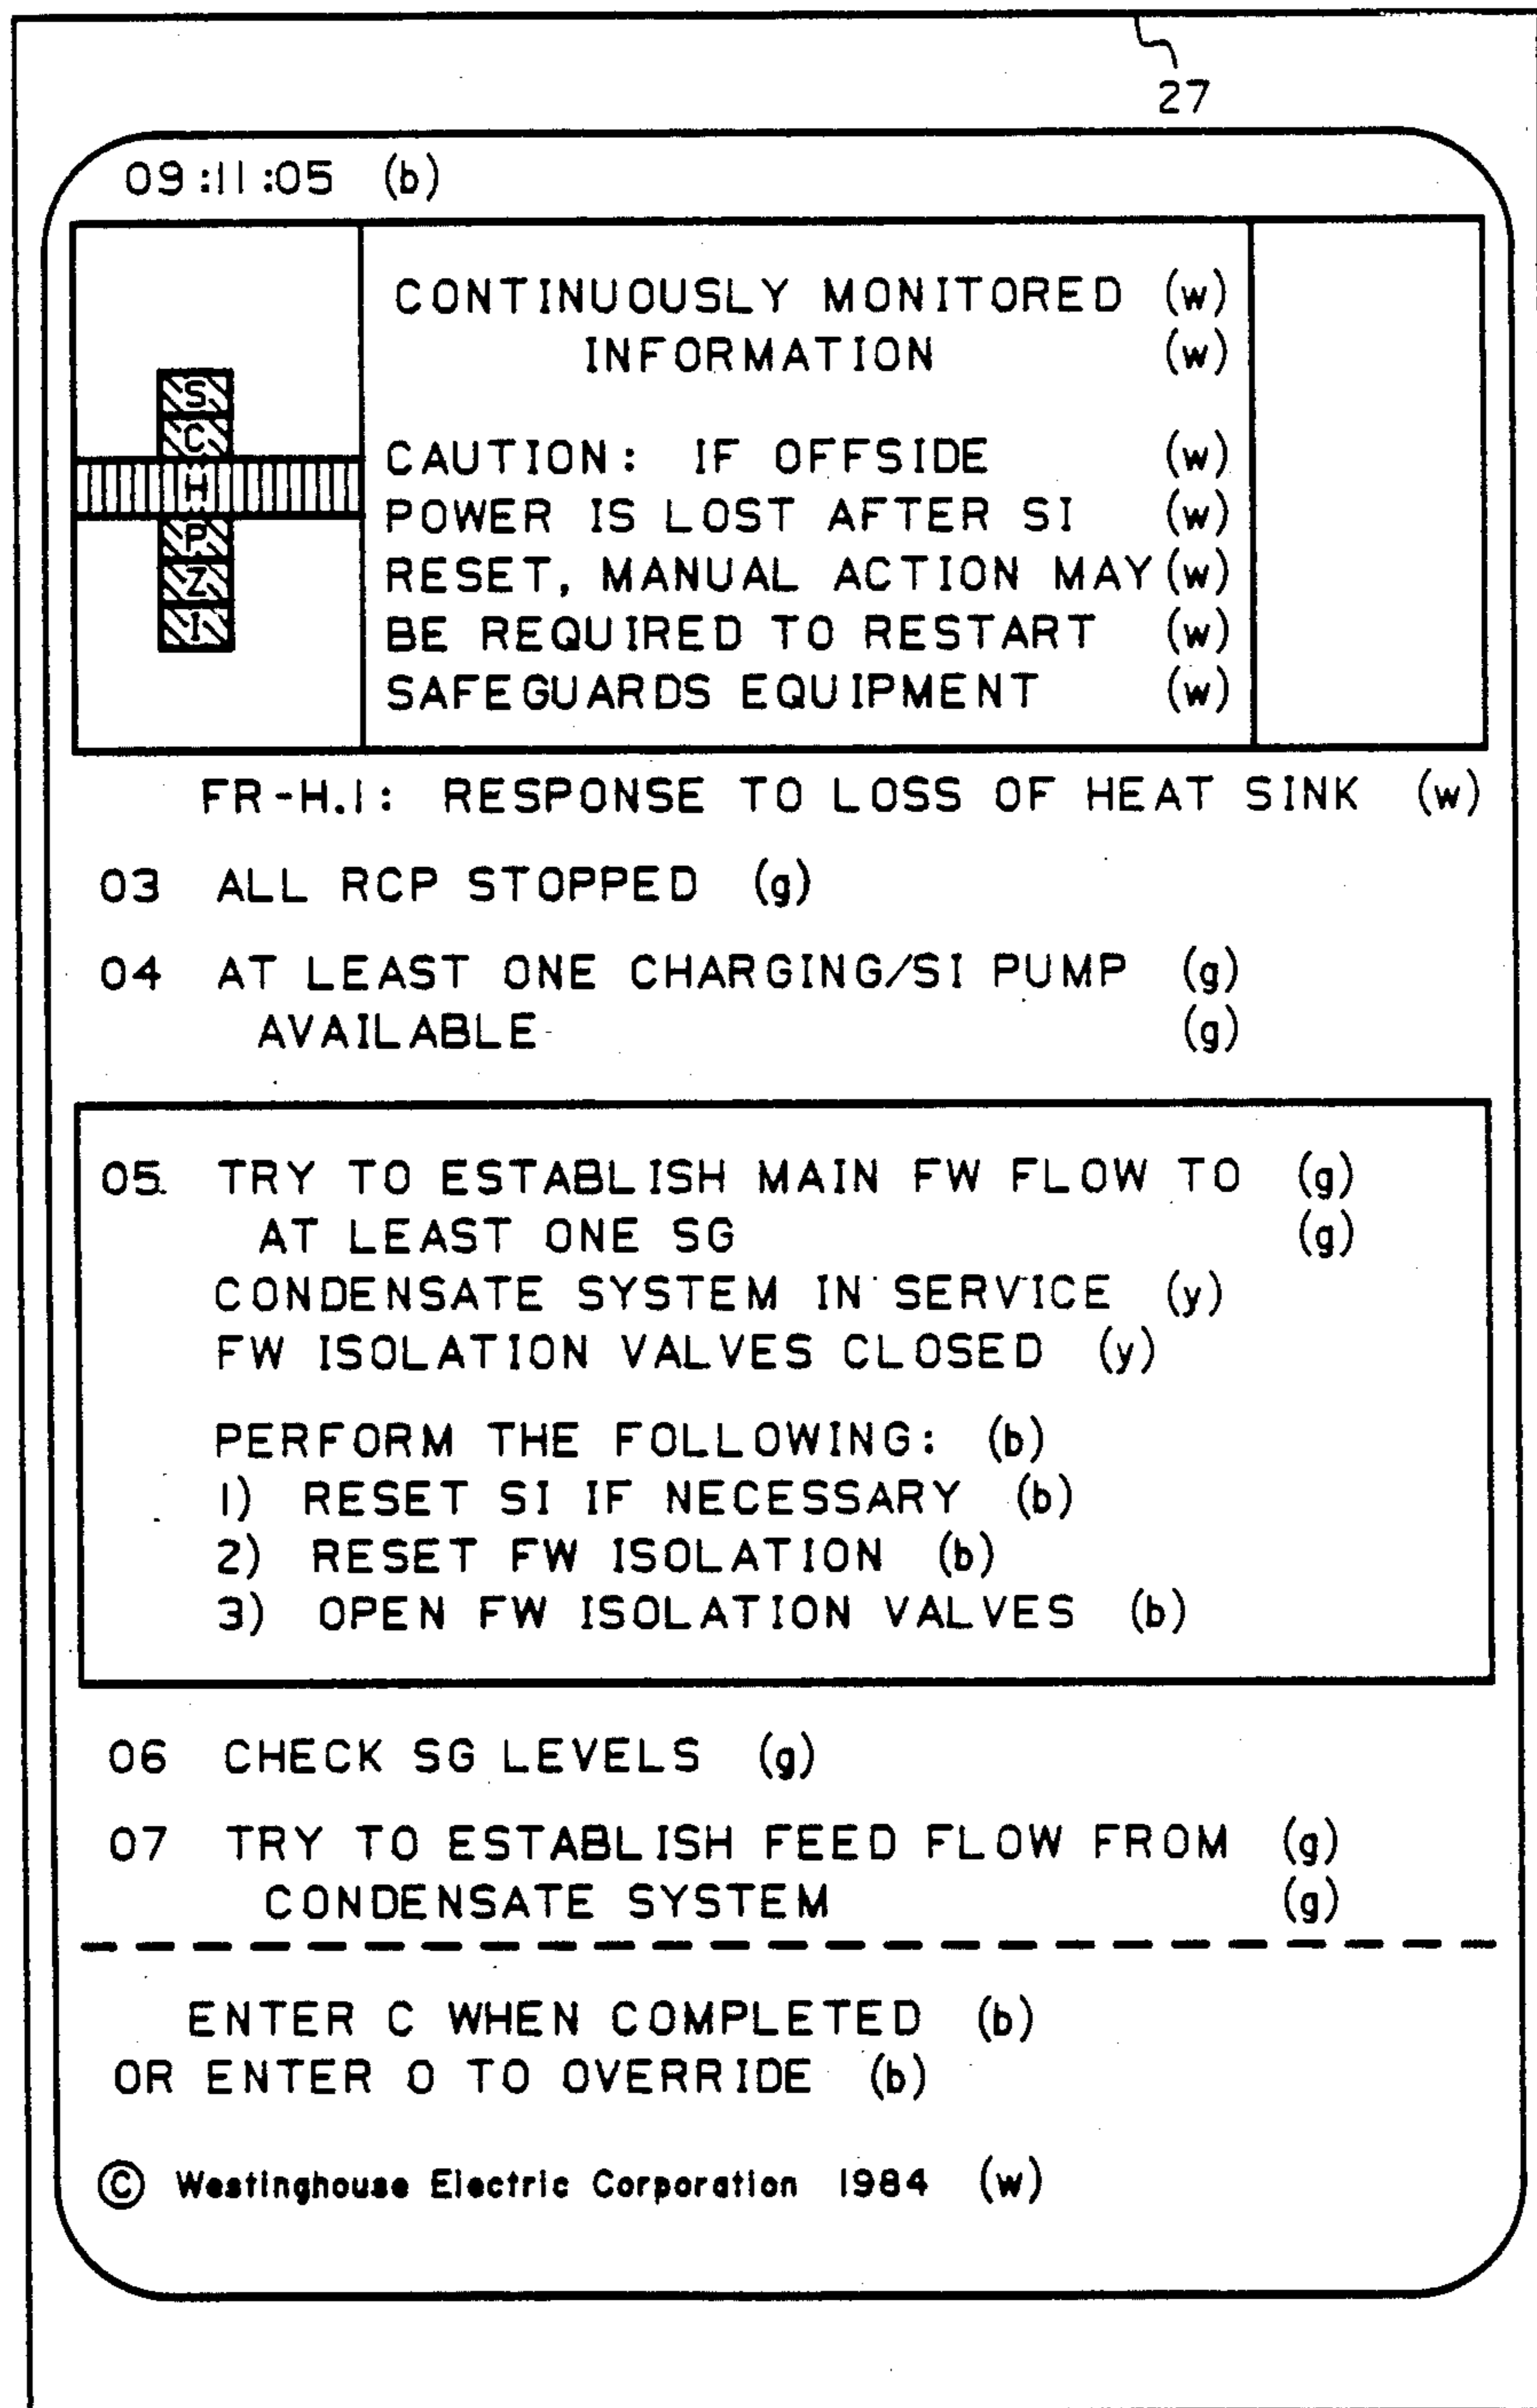 27
09:11:05 (b)
S
C
H
P
Z
I
CONTINUOUSLY MONITORED (w)
INFORMATION (w)
CAUTION: IF OFFSIDE (w)
POWER IS LOST AFTER SI (w)
RESET, MANUAL ACTION MAY (w)
BE REQUIRED TO RESTART (w)
SAFEGUARDS EQUIPMENT (w)
FR-H.1: RESPONSE TO LOSS OF HEAT SINK (w)
03 ALL RCP STOPPED (g)
04 AT LEAST ONE CHARGING/SI PUMP (g)
AVAILABLE (g)
05. TRY TO ESTABLISH MAIN FW FLOW TO (g)
AT LEAST ONE SG (g)
CONDENSATE SYSTEM IN SERVICE (y)
FW ISOLATION VALVES CLOSED (y)
PERFORM THE FOLLOWING: (b)
1) RESET SI IF NECESSARY (b)
2) RESET FW ISOLATION (b)
3) OPEN FW ISOLATION VALVES (b)
06 CHECK SG LEVELS (g)
07 TRY TO ESTABLISH FEED FLOW FROM (g)
CONDENSATE SYSTEM (g)
ENTER C WHEN COMPLETED (b)
OR ENTER O TO OVERRIDE (b)
© Westinghouse Electric Corporation 1984 (w)